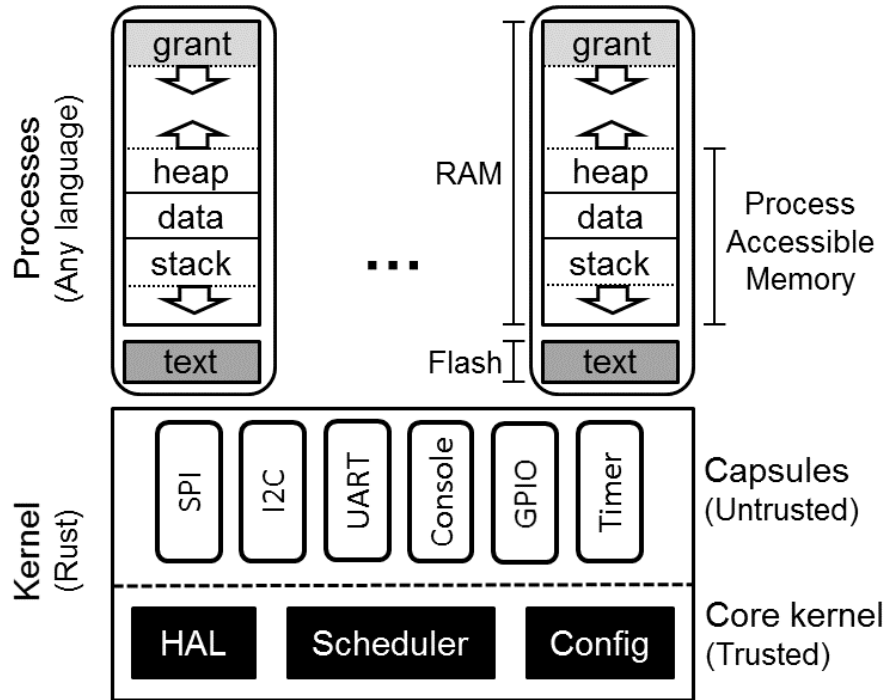 Processes
(Any language)
grant
heap
data
stack
text
...
RAM
Flash
grant
heap
data
stack
text
Process
Accessible
Memory
Kernel
(Rust)
SPI
I2C
UART
Console
GPIO
Timer
Capsules
(Untrusted)
HAL
Scheduler
Config
Core kernel
(Trusted)